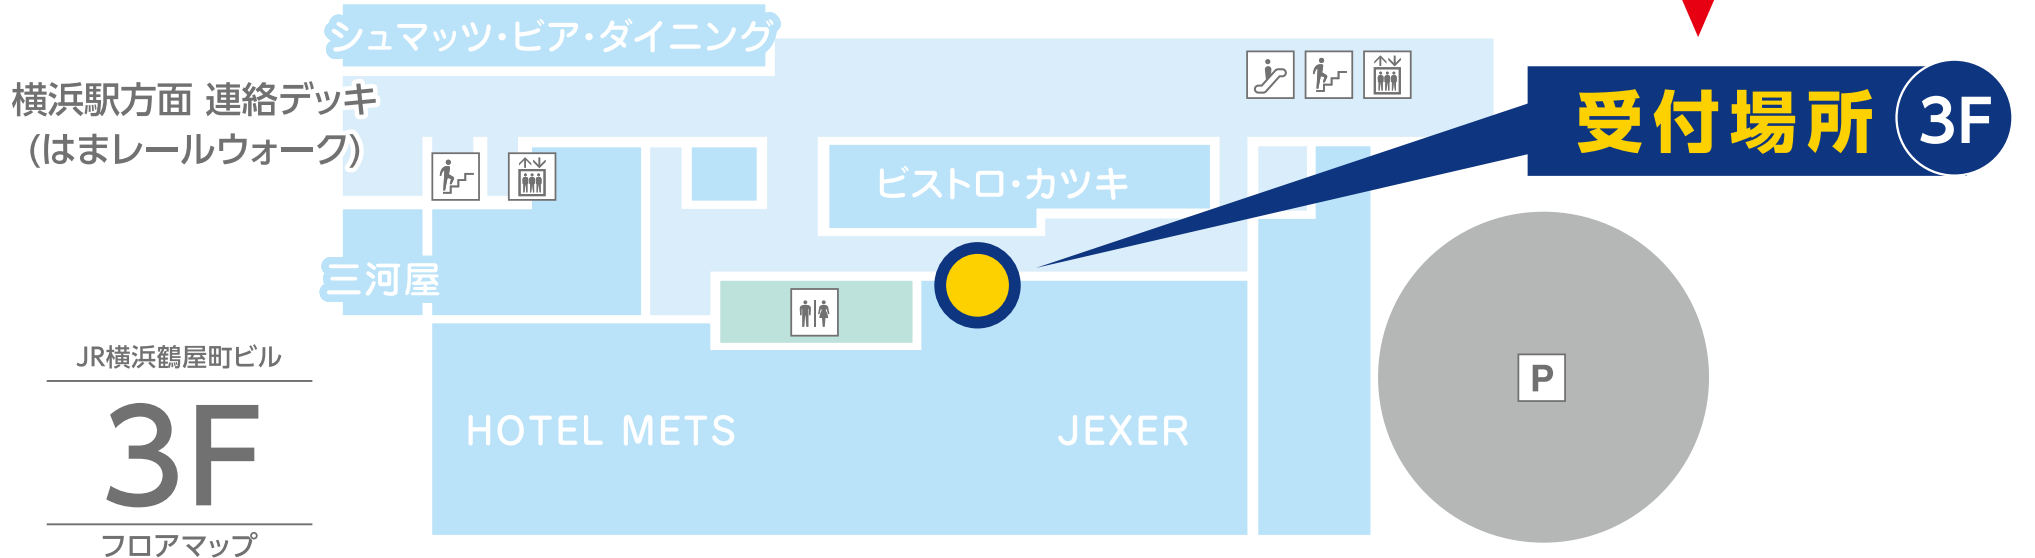 シュマッツ・ビア・ダイニング
横浜駅方面 連絡デッキ
(はまレールウォーク)
受付場所 3F
ビストロ・カツキ
三河屋
JR横浜鶴屋町ビル
3F
フロアマップ
HOTEL METS
JEXER
P